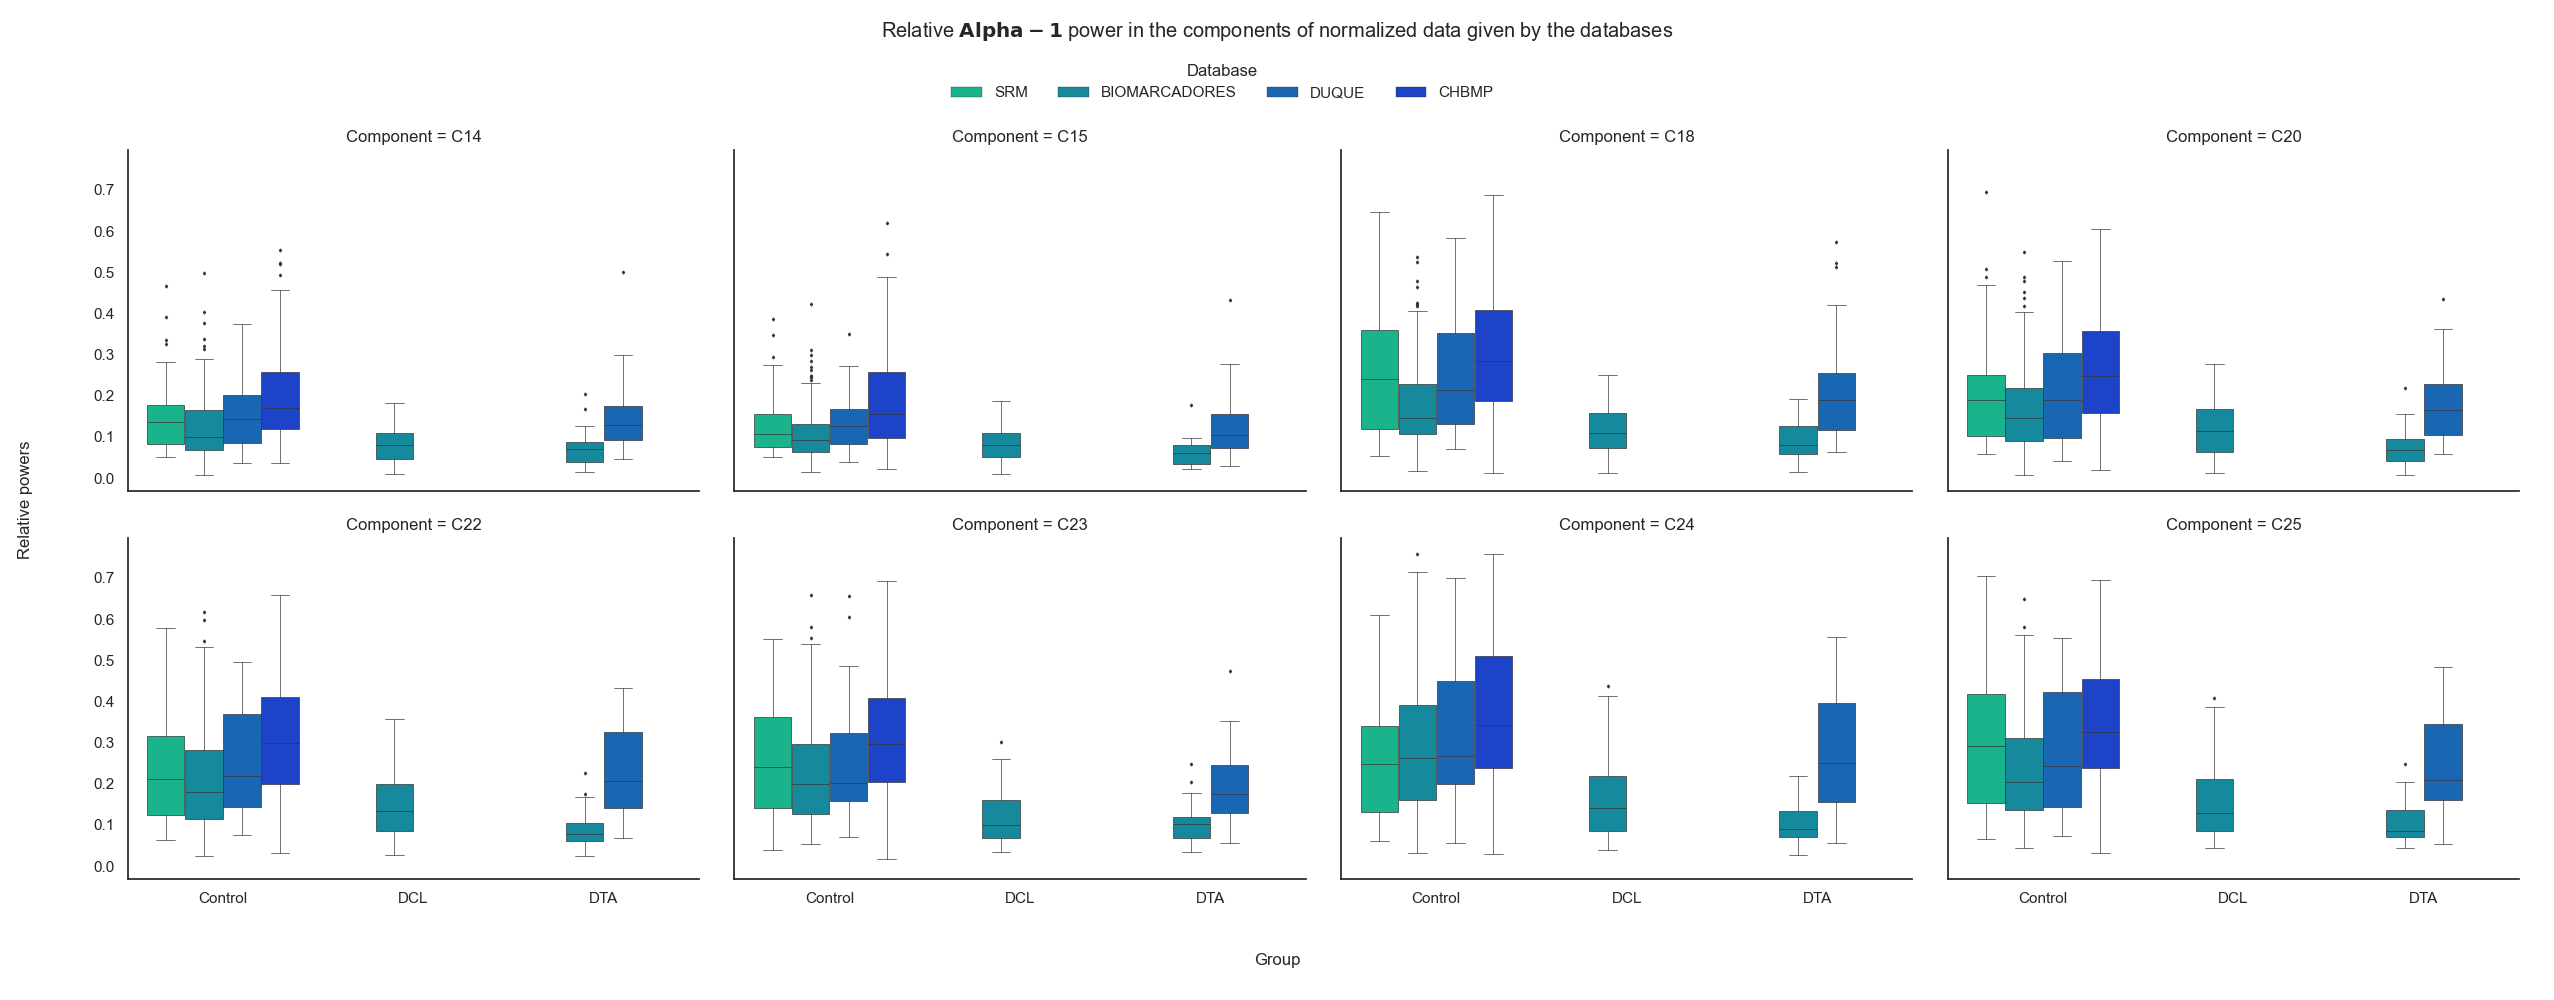 Relative Alpha − 1 power in the components of normalized data given by the databases
Database
SRM BIOMARCADORES DUQUE CHBMP
Component = C14 Component = C15 Component = C18 Component = C20
0.7
0.6
0.5
0.4
0.3
0.2
0.1
0.0
Relative powers
Component = C22 Component = C23 Component = C24 Component = C25
0.7
0.6
0.5
0.4
0.3
0.2
0.1
0.0
Control DCL DTA Control DCL DTA Control DCL DTA Control DCL DTA
Group